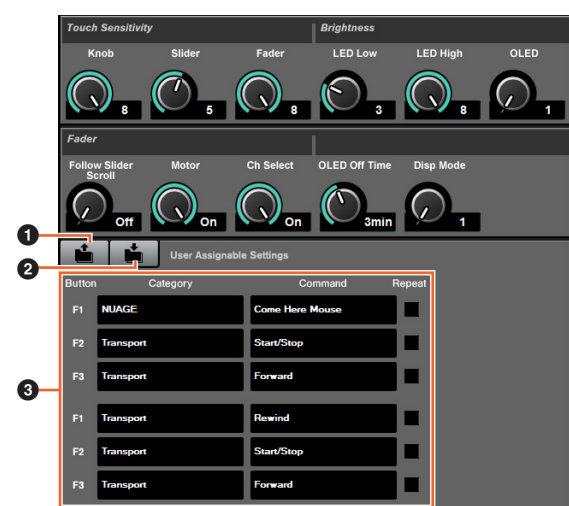 Touch Sensitivity Brightness
Knob Slider Fader LED Low LED High OLED
8 5 8 3 8 1
Fader
Follow Slider Scroll Motor Ch Select OLED Off Time Disp Mode
Off On On 3min 1
❶
❷ User Assignable Settings
Button Category Command Repeat
F1 NUAGE Come Here Mouse
F2 Transport Start/Stop
F3 Transport Forward
❸
F1 Transport Rewind
F2 Transport Start/Stop
F3 Transport Forward